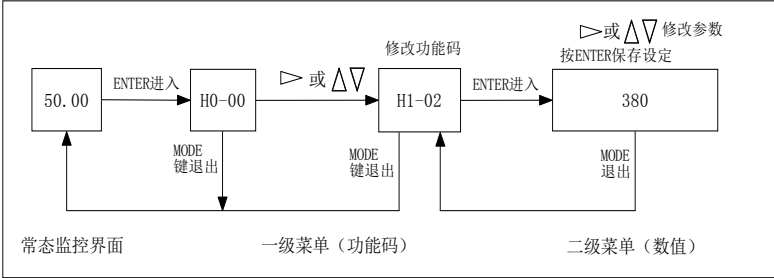 或 修改参数
修改功能码 按ENTER保存设定
50.00 ENTER进入 H0-00 或 H1-02 ENTER进入 380
MODE
键退出
MODE
键退出
MODE
退出
常态监控界面 一级菜单（功能码） 二级菜单（数值）